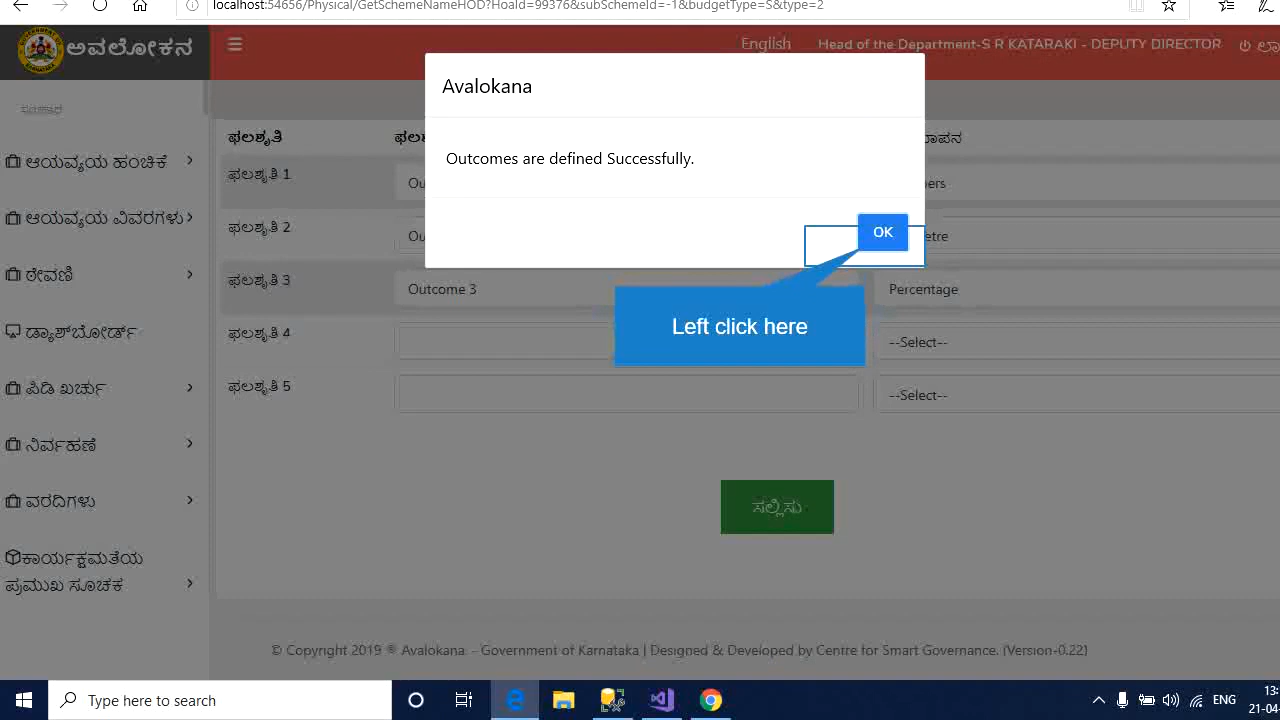 localhost:54656/Physical/GetSchemeNameHOD?HoaId=99376&subSchemeId=-1&budgetType=S&type=2
ಅವಲೋಕನ
English
Head of the Department-S R KATARAKI - DEPUTY DIRECTOR
Avalokana
Outcomes are defined Successfully.
OK
Left click here
ಫಲಶೃತಿ
ಫಲಶೃತಿ 1
ಫಲಶೃತಿ 2
ಫಲಶೃತಿ 3
Outcome 3
Percentage
ಫಲಶೃತಿ 4
--Select--
ಫಲಶೃತಿ 5
--Select--
ಸಲ್ಲಿಸು
ಆಯವ್ಯಯ ಹಂಚಿಕೆ
ಆಯವ್ಯಯ ವಿವರಗಳು
ಠೇವಣಿ
ಡ್ಯಾಶ್‌ಬೋರ್ಡ್
ಪಿಡಿ ಖರ್ಚು
ನಿರ್ವಹಣೆ
ವರದಿಗಳು
ಕಾರ್ಯಕ್ಷಮತೆಯ
ಪ್ರಮುಖ ಸೂಚಕ
© Copyright 2019 ® Avalokana. - Government of Karnataka | Designed & Developed by Centre for Smart Governance. (Version-0.22)
Type here to search
ENG